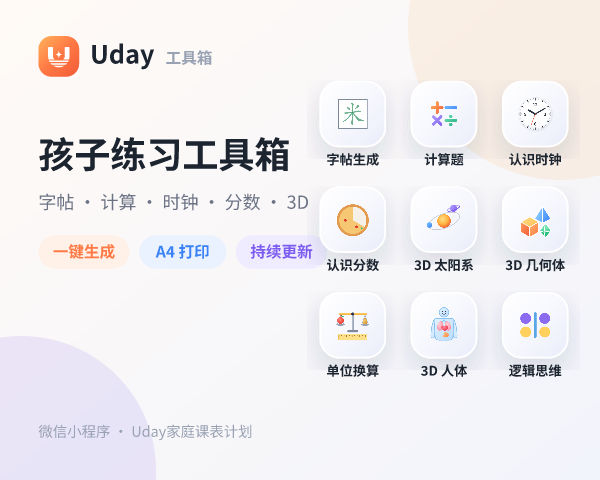 Uday 工具箱
孩子练习工具箱
字帖 · 计算 · 时钟 · 分数 · 3D
一键生成 A4 打印 持续更新
米
字帖生成 计算题 认识时钟
认识分数 3D 太阳系 3D 几何体
单位换算 3D 人体 逻辑思维
微信小程序 · Uday家庭课表计划